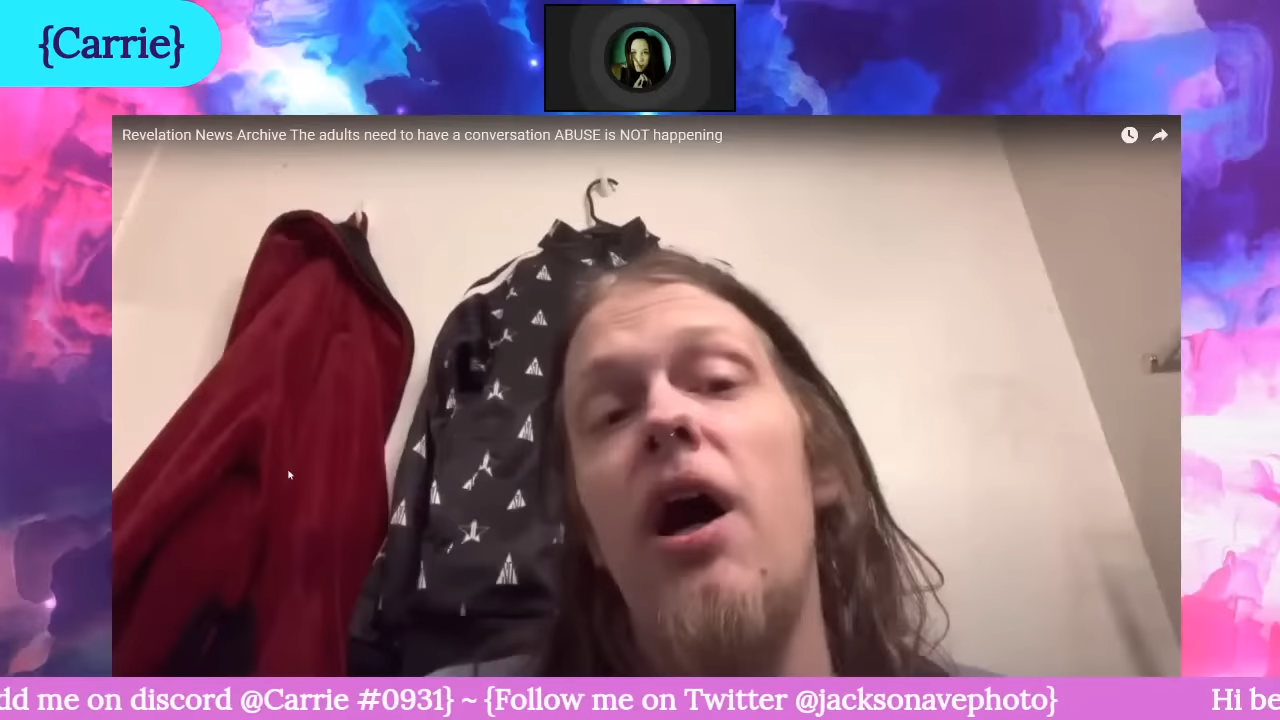 {Carrie}
Revelation News Archive The adults need to have a conversation ABUSE is NOT happening
dd me on discord @Carrie #0931} ~ {Follow me on Twitter @jacksonavephoto} Hi be